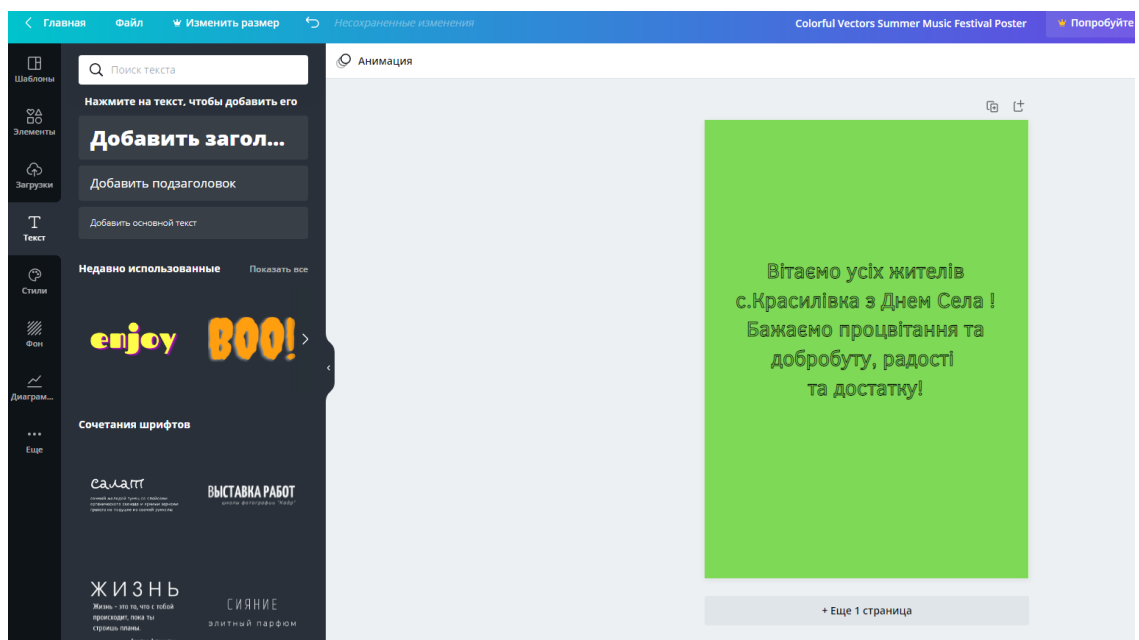 Главная Файл Изменить размер Несохраненные изменения Colorful Vectors Summer Music Festival Poster Попробуйте
Шаблоны
Элементы
Загрузки
Текст
Стили
Фон
Диаграм...
Еще
Поиск текста
Нажмите на текст, чтобы добавить его
Добавить загол...
Добавить подзаголовок
Добавить основной текст
Недавно использованные Показать все
enjoy BOO!
Сочетания шрифтов
Салат
ВЫСТАВКА РАБОТ
школы фотографии "Кадр"
ЖИЗНЬ
Жизнь – это то, что с тобой
происходит, пока ты
строишь планы.
СИЯНИЕ
элитный парфюм
Анимация
Вітаємо усіх жителів
с.Красилівка з Днем Села !
Бажаємо процвітання та
добробуту, радості
та достатку!
+ Еще 1 страница